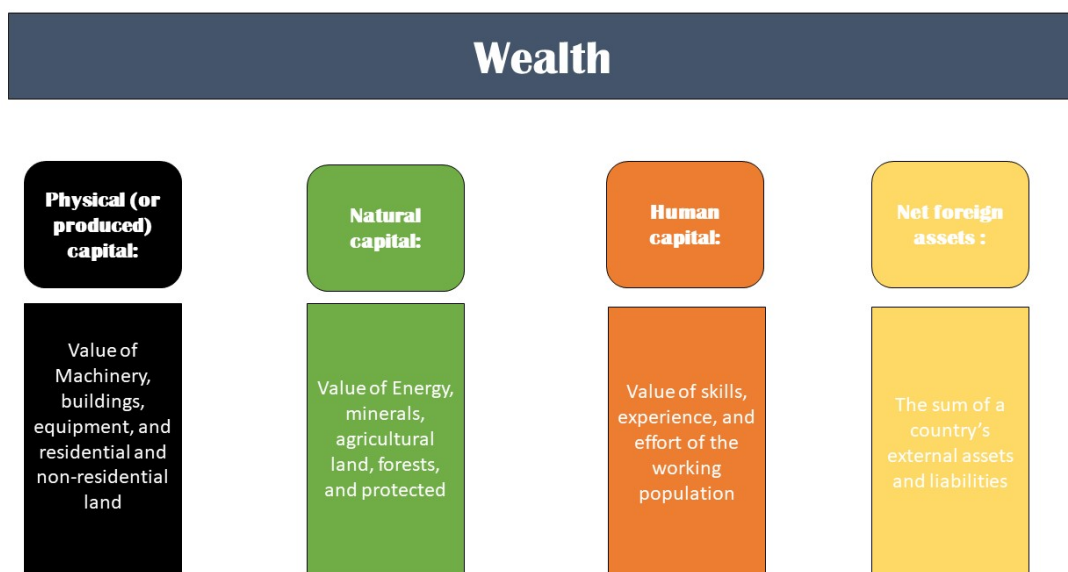 Wealth
Physical (or
produced)
capital:
Value of
Machinery,
buildings,
equipment, and
residential and
non-residential
land
Natural
capital:
Value of Energy,
minerals,
agricultural
land, forests,
and protected
Human
capital:
Value of skills,
experience, and
effort of the
working
population
Net foreign
assets :
The sum of a
country's
external assets
and liabilities